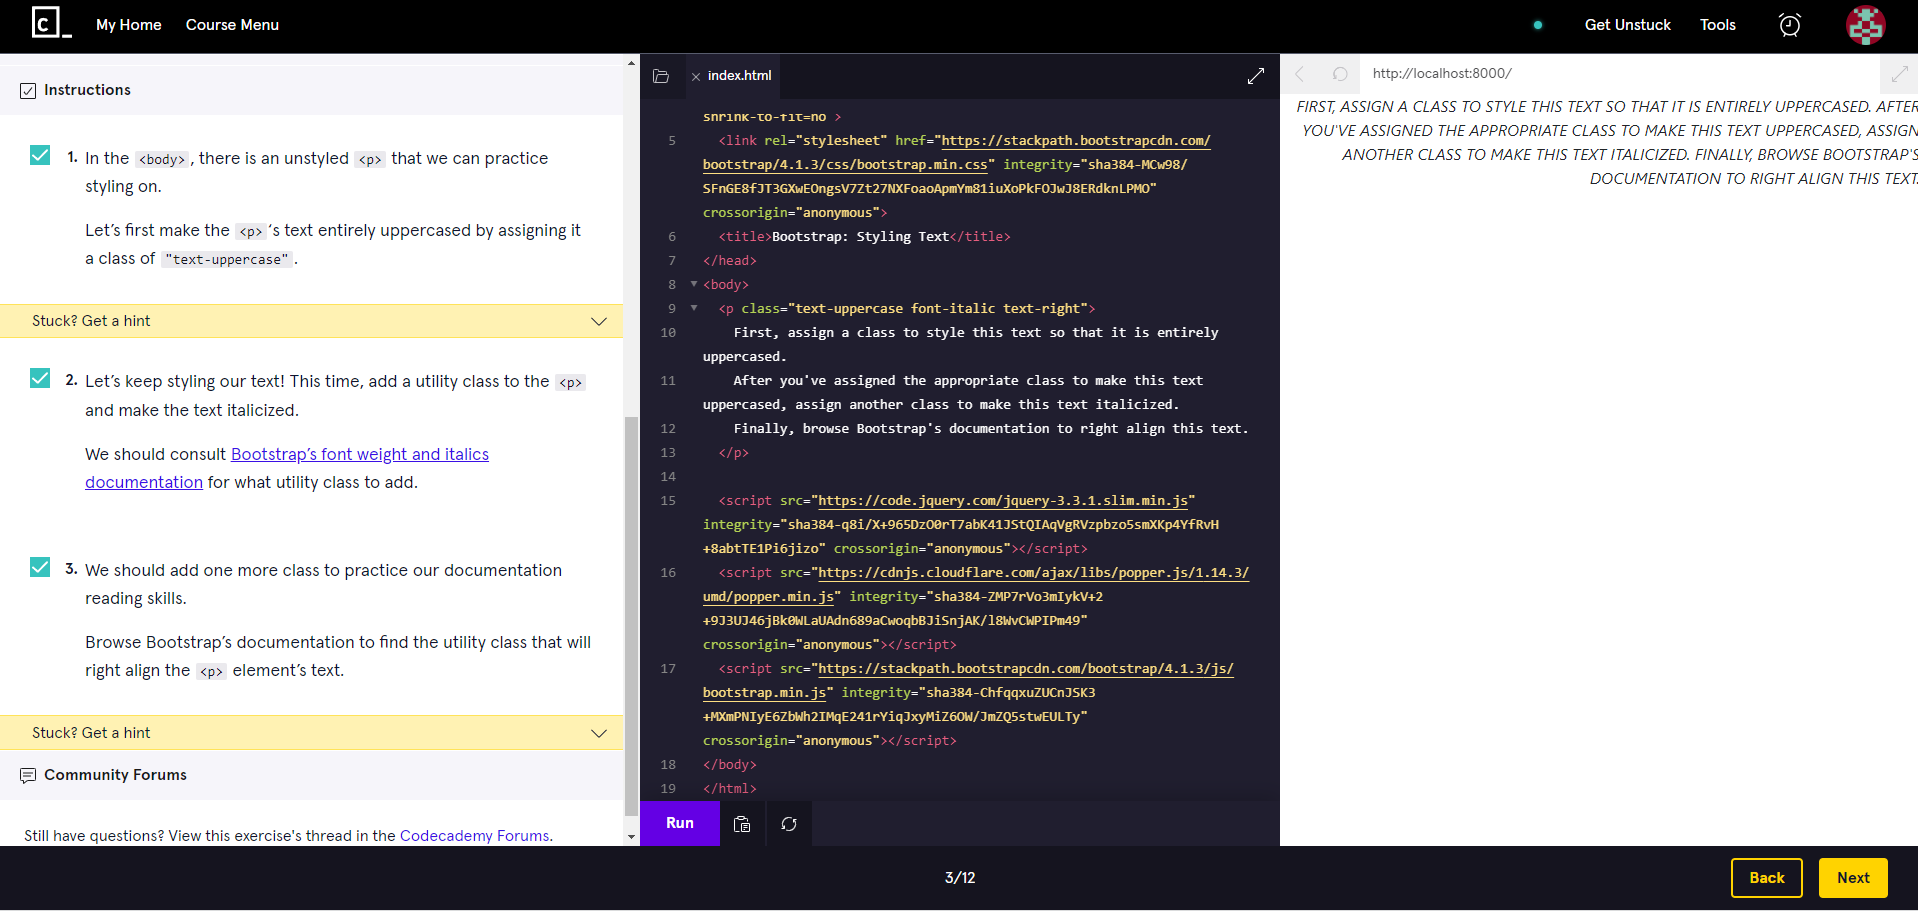 My Home Course Menu Get Unstuck Tools
Instructions
1. In the <body>, there is an unstyled <p> that we can practice
styling on.
Let’s first make the <p> ‘s text entirely uppercased by assigning it
a class of "text-uppercase".
Stuck? Get a hint
2. Let’s keep styling our text! This time, add a utility class to the <p>
and make the text italicized.
We should consult Bootstrap’s font weight and italics
documentation for what utility class to add.
3. We should add one more class to practice our documentation
reading skills.
Browse Bootstrap’s documentation to find the utility class that will
right align the <p> element’s text.
Stuck? Get a hint
Community Forums
Still have questions? View this exercise's thread in the Codecademy Forums.
index.html
shrink-to-fit=no >
5 <link rel="stylesheet" href="https://stackpath.bootstrapcdn.com/
bootstrap/4.1.3/css/bootstrap.min.css" integrity="sha384-MCw98/
SFnGE8fJT3GXwEOngsV7Zt27NXFoaoApmYm81iuXoPkFOJwJ8ERdknLPMO"
crossorigin="anonymous">
6 <title>Bootstrap: Styling Text</title>
7 </head>
8 <body>
9 <p class="text-uppercase font-italic text-right">
10 First, assign a class to style this text so that it is entirely
uppercased.
11 After you've assigned the appropriate class to make this text
uppercased, assign another class to make this text italicized.
12 Finally, browse Bootstrap's documentation to right align this text.
13 </p>
14
15 <script src="https://code.jquery.com/jquery-3.3.1.slim.min.js"
integrity="sha384-q8i/X+965DzO0rT7abK41JStQIAqVgRVzpbzo5smXKp4YfRvH
+8abtTE1Pi6jizo" crossorigin="anonymous"></script>
16 <script src="https://cdnjs.cloudflare.com/ajax/libs/popper.js/1.14.3/
umd/popper.min.js" integrity="sha384-ZMP7rVo3mIykV+2
+9J3UJ46jBk0WLaUAdn689aCwoqbBJiSnjAK/l8WvCWPIPm49"
crossorigin="anonymous"></script>
17 <script src="https://stackpath.bootstrapcdn.com/bootstrap/4.1.3/js/
bootstrap.min.js" integrity="sha384-ChfqqxuZUCnJSK3
+MXmPNIyE6ZbWh2IMqE241rYiqJxyMiZ6OW/JmZQ5stwEULTy"
crossorigin="anonymous"></script>
18 </body>
19 </html>
Run
http://localhost:8000/
FIRST, ASSIGN A CLASS TO STYLE THIS TEXT SO THAT IT IS ENTIRELY UPPERCASED. AFTER
YOU'VE ASSIGNED THE APPROPRIATE CLASS TO MAKE THIS TEXT UPPERCASED, ASSIGN
ANOTHER CLASS TO MAKE THIS TEXT ITALICIZED. FINALLY, BROWSE BOOTSTRAP'S
DOCUMENTATION TO RIGHT ALIGN THIS TEXT.
3/12
Back Next